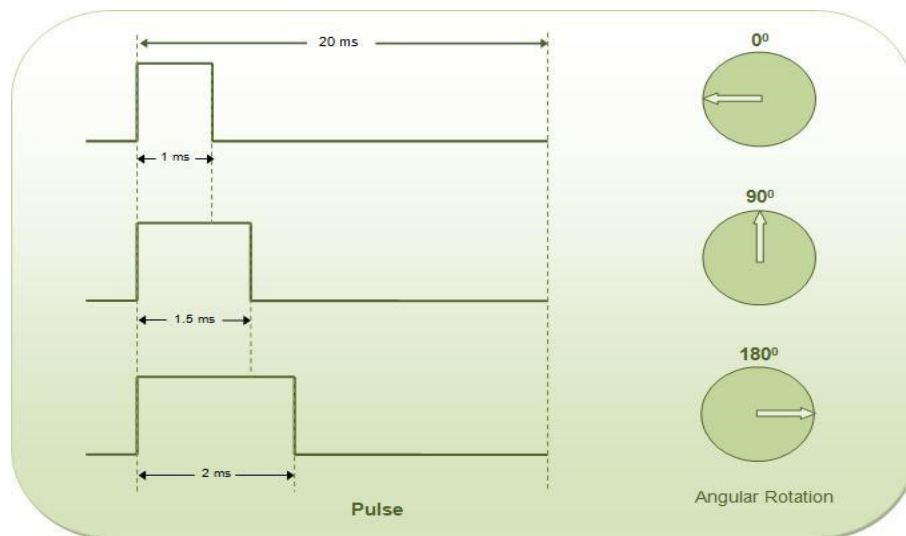 20 ms
0⁰
1 ms
90⁰
1.5 ms
180⁰
2 ms
Pulse
Angular Rotation